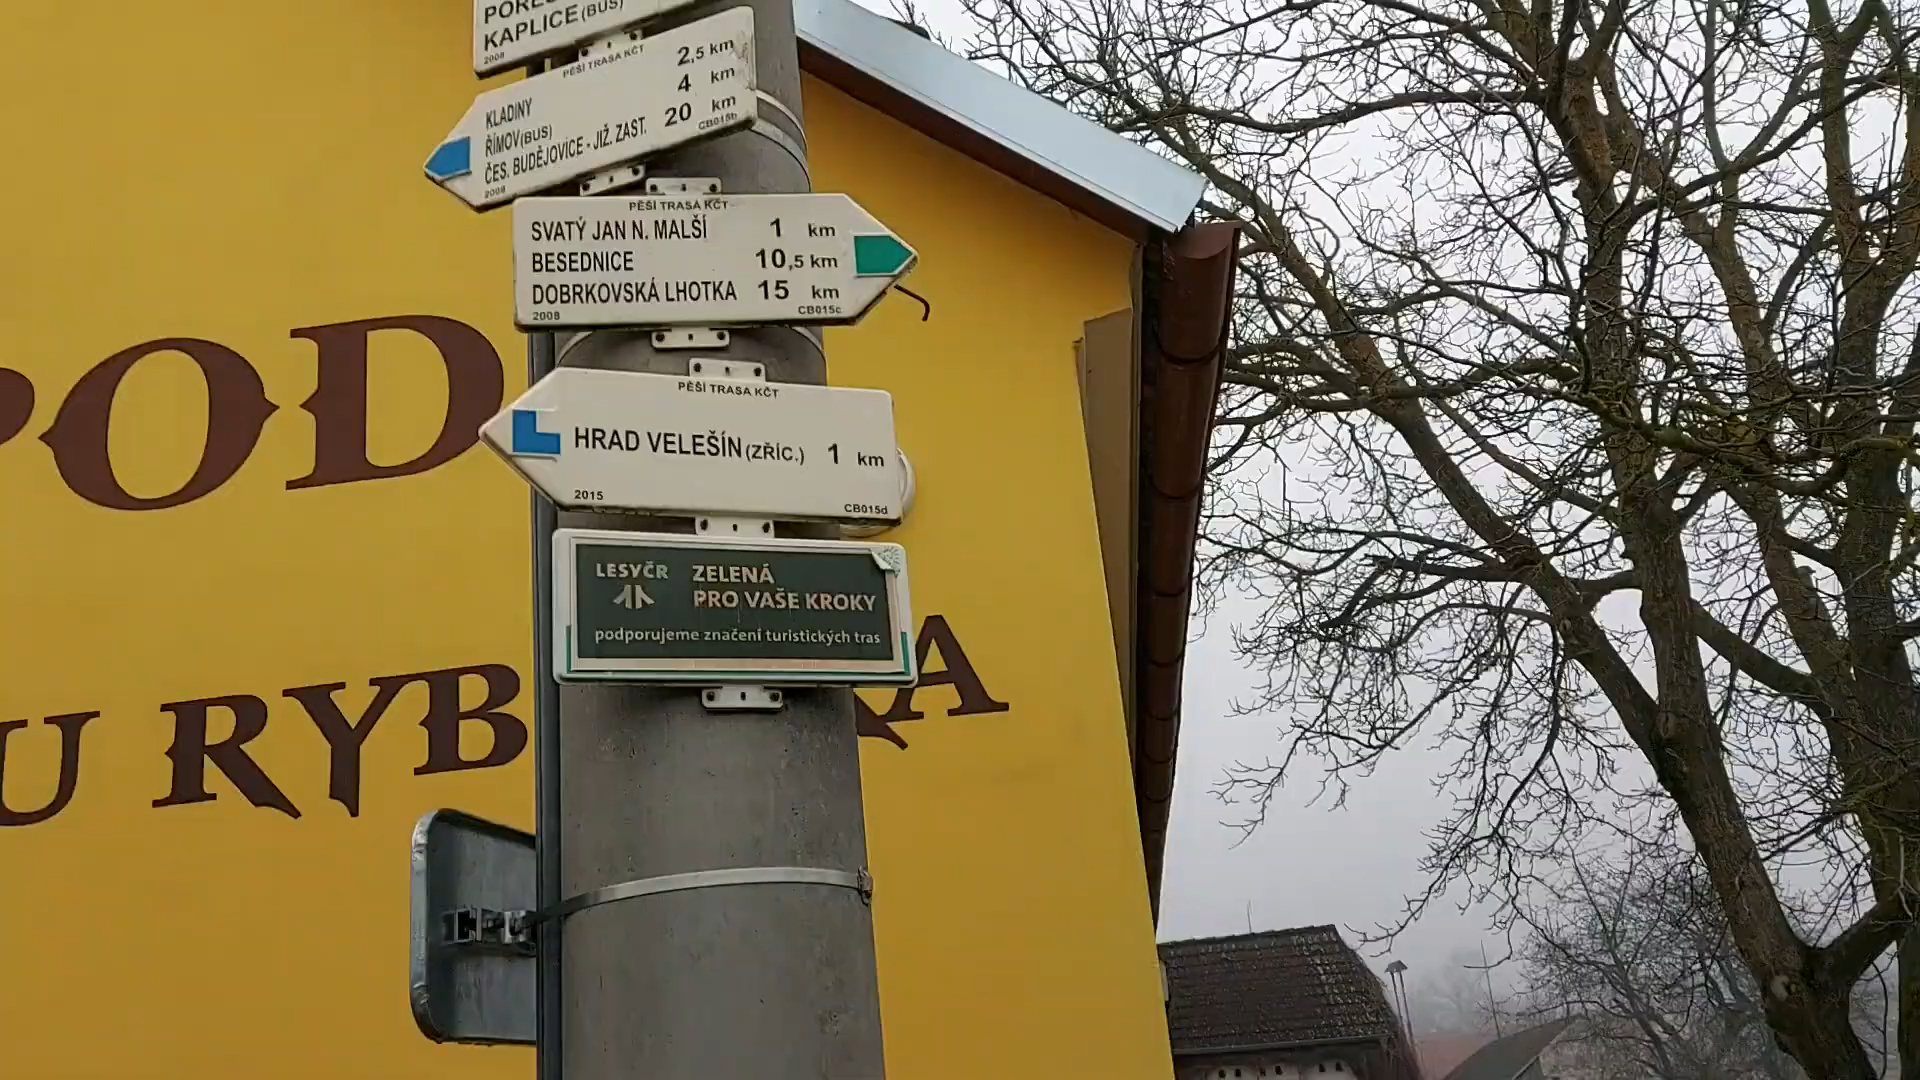 KAPLICE (BUS)
2008
PĚŠÍ TRASA KČT
KLADINY 2,5 km
ŘÍMOV (BUS) 4 km
ČES. BUDĚJOVICE - JIŽ. ZAST. 20 km
2008 CB015b
PĚŠÍ TRASA KČT
SVATÝ JAN N. MALŠÍ 1 km
BESEDNICE 10,5 km
DOBRKOVSKÁ LHOTKA 15 km
2008 CB015c
PĚŠÍ TRASA KČT
HRAD VELEŠÍN (ZŘÍC.) 1 km
2015 CB015d
LESYČR ZELENÁ
PRO VAŠE KROKY
podporujeme značení turistických tras
POD
U RYB KA